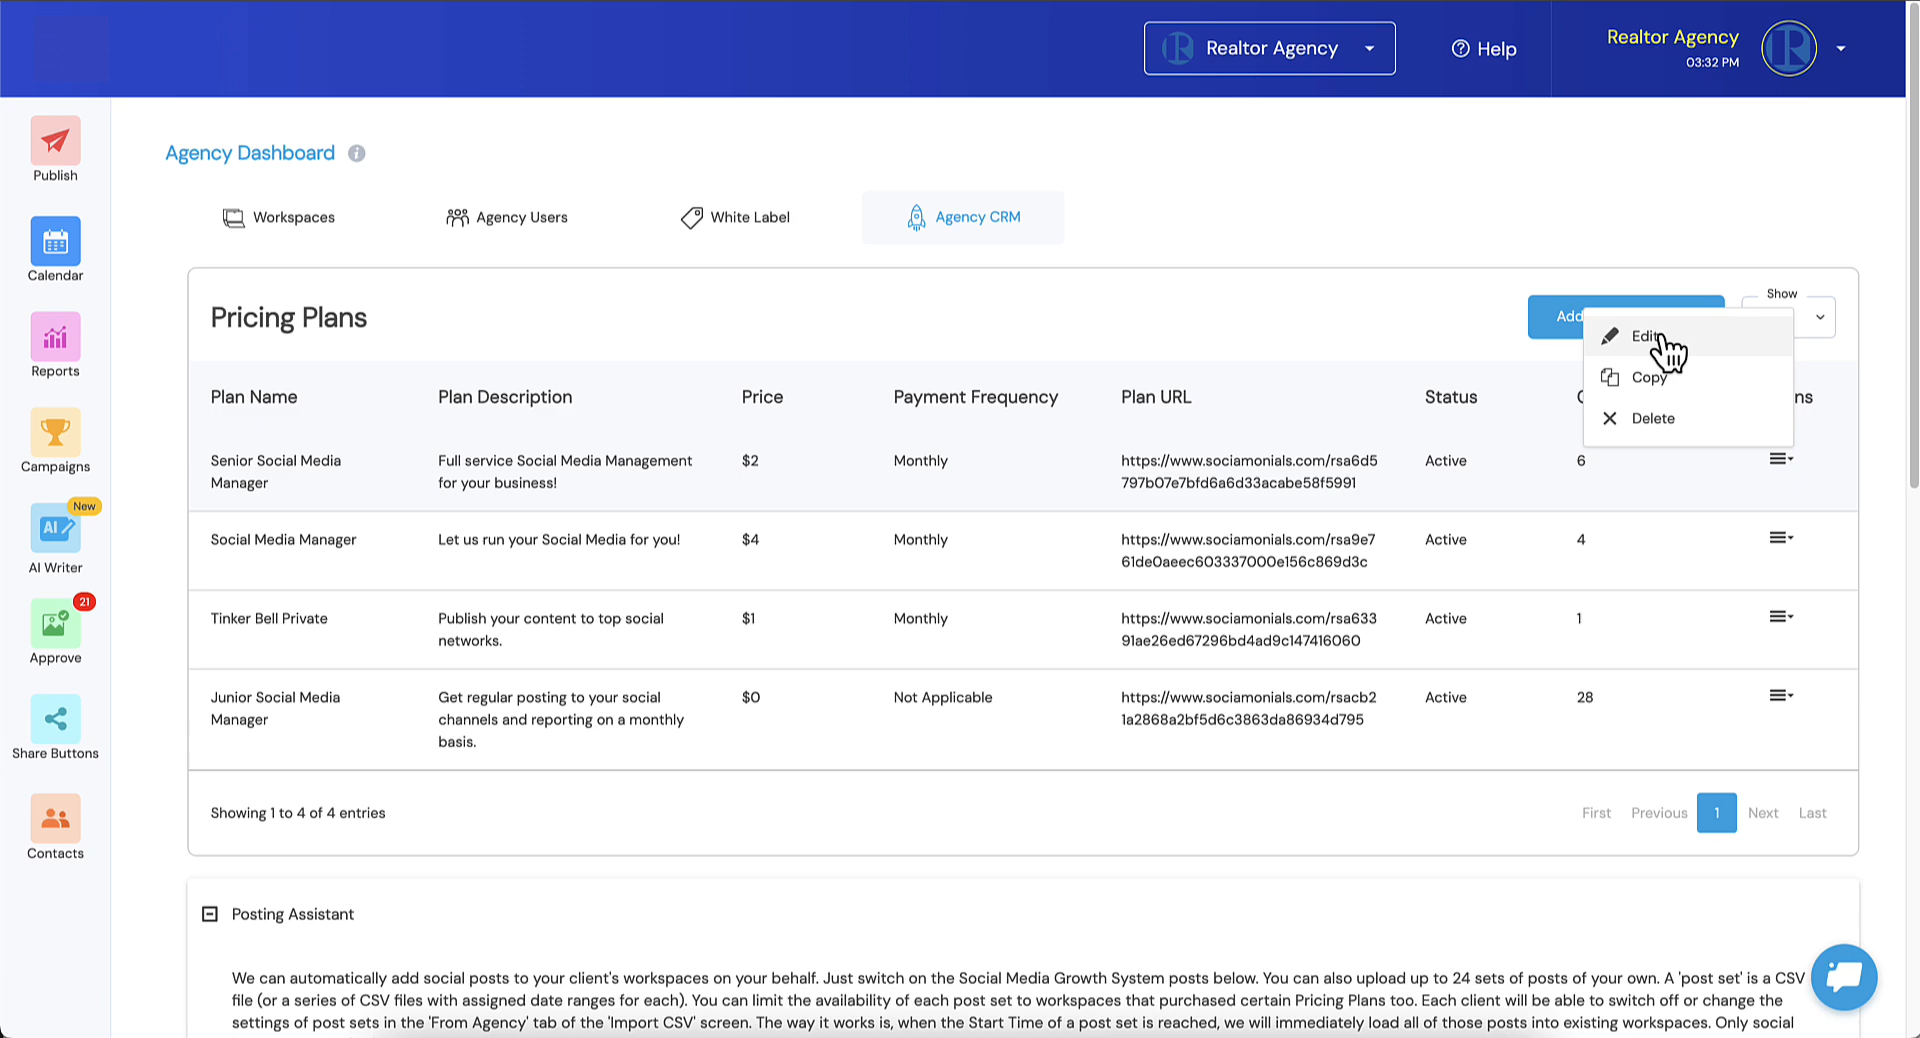 Realtor Agency
Help
Realtor Agency
03:32 PM
Publish
Calendar
Reports
Campaigns
New
AI
AI Writer
21
Approve
Share Buttons
Contacts
Agency Dashboard
Workspaces
Agency Users
White Label
Agency CRM
Pricing Plans
Add
Show
Edit
Copy
Delete
Plan Name
Plan Description
Price
Payment Frequency
Plan URL
Status
Senior Social Media
Manager
Full service Social Media Management
for your business!
$2
Monthly
https://www.sociamonials.com/rsa6d5
797b07e7bfd6a6d33acabe58f5991
Active
6
Social Media Manager
Let us run your Social Media for you!
$4
Monthly
https://www.sociamonials.com/rsa9e7
61de0aeec603337000e156c869d3c
Active
4
Tinker Bell Private
Publish your content to top social
networks.
$1
Monthly
https://www.sociamonials.com/rsa633
91ae26ed67296bd4ad9c147416060
Active
1
Junior Social Media
Manager
Get regular posting to your social
channels and reporting on a monthly
basis.
$0
Not Applicable
https://www.sociamonials.com/rsacb2
1a2868a2bf5d6c3863da86934d795
Active
28
Showing 1 to 4 of 4 entries
First
Previous
1
Next
Last
Posting Assistant
We can automatically add social posts to your client's workspaces on your behalf. Just switch on the Social Media Growth System posts below. You can also upload up to 24 sets of posts of your own. A 'post set' is a CSV
file (or a series of CSV files with assigned date ranges for each). You can limit the availability of each post set to workspaces that purchased certain Pricing Plans too. Each client will be able to switch off or change the
settings of post sets in the 'From Agency' tab of the 'Import CSV' screen. The way it works is, when the Start Time of a post set is reached, we will immediately load all of those posts into existing workspaces. Only social